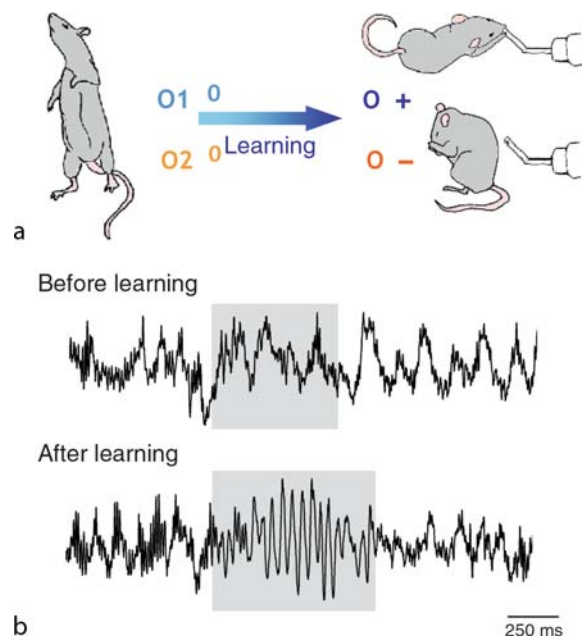 O1 0
O +
Learning
O2 0
O −
a
Before learning
After learning
b
250 ms